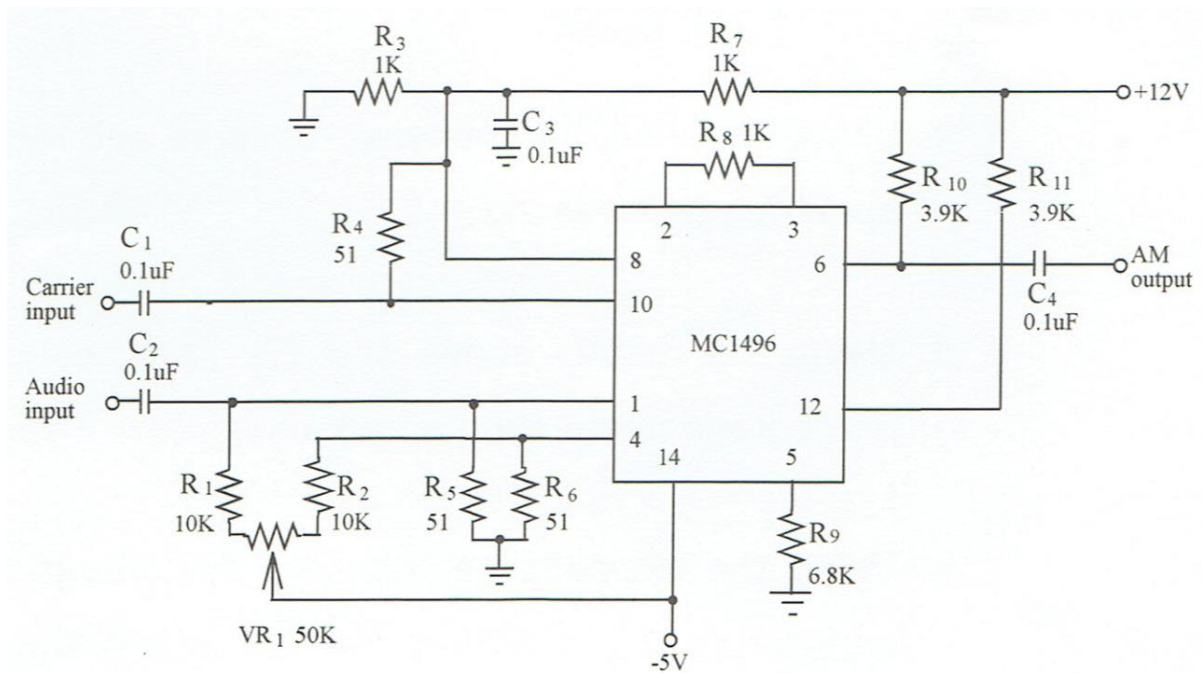 R3
1K
R7
1K
+12V
C3
0.1uF
R8 1K
R10
3.9K
R11
3.9K
R4
51
2
3
C1
0.1uF
8
6
AM
output
Carrier
input
10
C4
0.1uF
C2
0.1uF
MC1496
Audio
input
1
12
4
14
5
R1
10K
R2
10K
R5
51
R6
51
R9
6.8K
VR1 50K
-5V